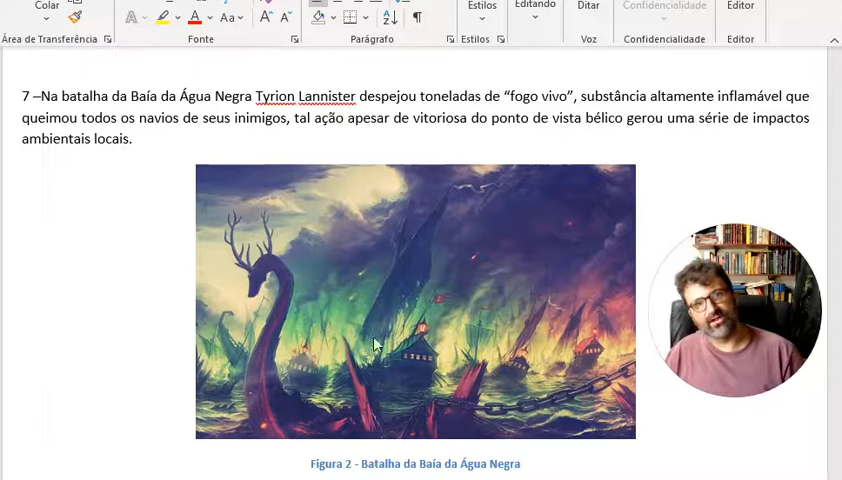 Colar
Estilos
Editando
Ditar
Confidencialidade
Editor
A A Aa A A
A Z
¶
Área de Transferência
Fonte
Parágrafo
Estilos
Voz
Confidencialidade
Editor
7 –Na batalha da Baía da Água Negra Tyrion Lannister despejou toneladas de “fogo vivo”, substância altamente inflamável que
queimou todos os navios de seus inimigos, tal ação apesar de vitoriosa do ponto de vista bélico gerou uma série de impactos
ambientais locais.
Figura 2 - Batalha da Baía da Água Negra